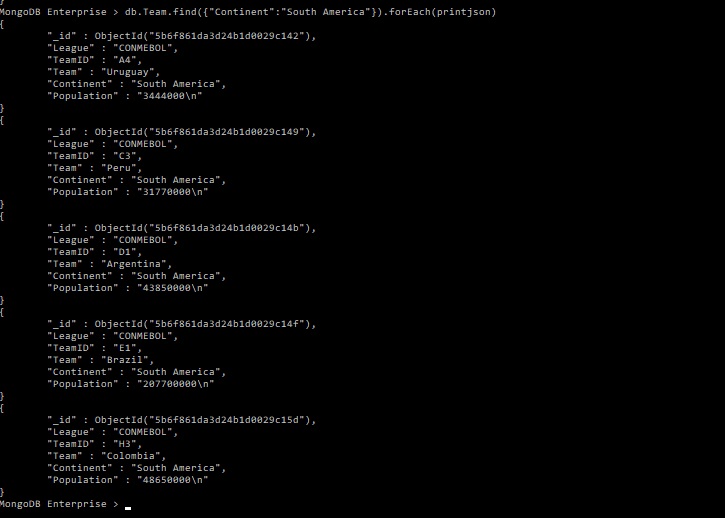 }
MongoDB Enterprise > db.Team.find({"Continent":"South America"}).forEach(printjson)
{
        "_id" : ObjectId("5b6f861da3d24b1d0029c142"),
        "League" : "CONMEBOL",
        "TeamID" : "A4",
        "Team" : "Uruguay",
        "Continent" : "South America",
        "Population" : "3444000\n"
}
{
        "_id" : ObjectId("5b6f861da3d24b1d0029c149"),
        "League" : "CONMEBOL",
        "TeamID" : "C3",
        "Team" : "Peru",
        "Continent" : "South America",
        "Population" : "31770000\n"
}
{
        "_id" : ObjectId("5b6f861da3d24b1d0029c14b"),
        "League" : "CONMEBOL",
        "TeamID" : "D1",
        "Team" : "Argentina",
        "Continent" : "South America",
        "Population" : "43850000\n"
}
{
        "_id" : ObjectId("5b6f861da3d24b1d0029c14f"),
        "League" : "CONMEBOL",
        "TeamID" : "E1",
        "Team" : "Brazil",
        "Continent" : "South America",
        "Population" : "207700000\n"
}
{
        "_id" : ObjectId("5b6f861da3d24b1d0029c15d"),
        "League" : "CONMEBOL",
        "TeamID" : "H3",
        "Team" : "Colombia",
        "Continent" : "South America",
        "Population" : "48650000\n"
}
MongoDB Enterprise >